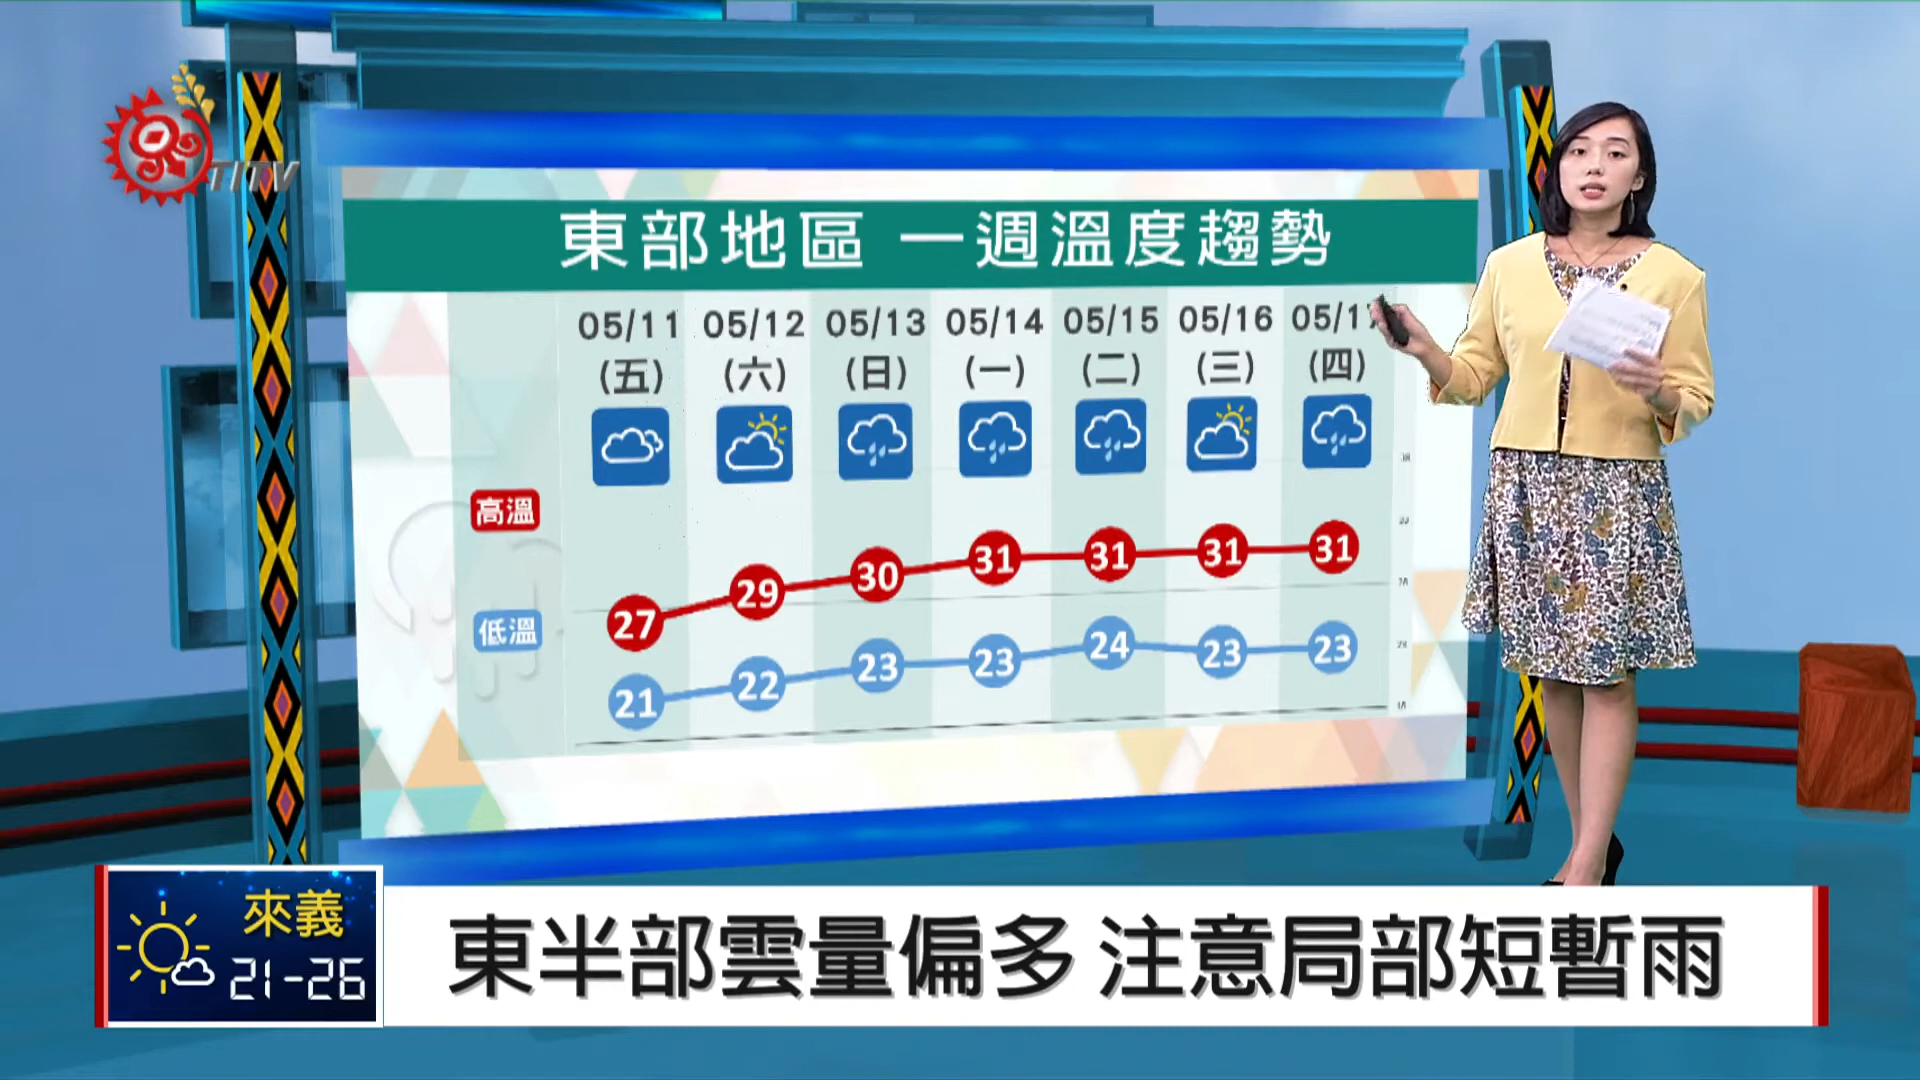 TITV
東部地區 一週溫度趨勢
05/11 05/12 05/13 05/14 05/15 05/16 05/17
(五) (六) (日) (一) (二) (三) (四)
高溫
27 29 30 31 31 31 31
低溫
21 22 23 23 24 23 23
來義
21-26
東半部雲量偏多 注意局部短暫雨